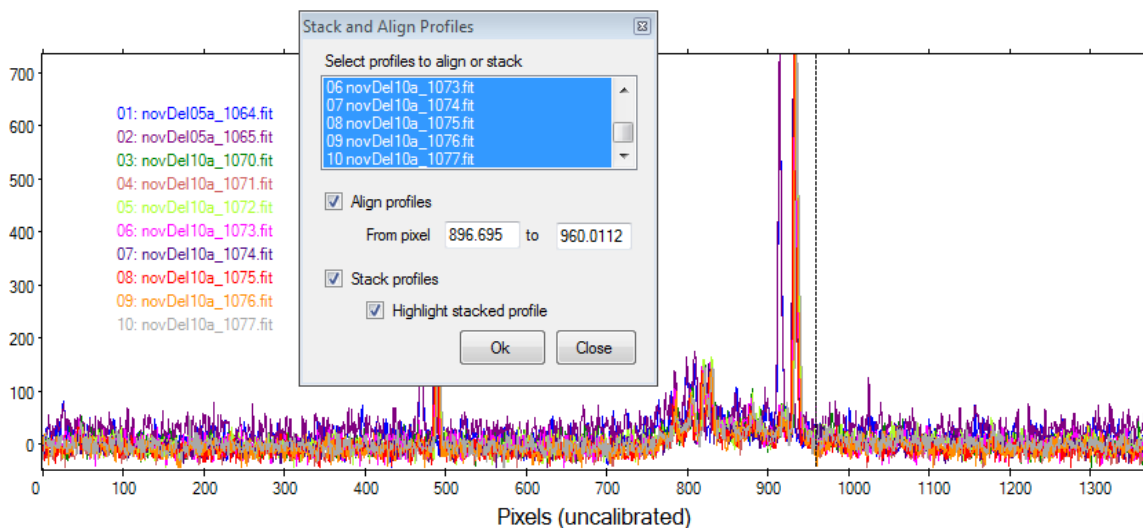 Stack and Align Profiles
Select profiles to align or stack
06 novDel10a_1073.fit
07 novDel10a_1074.fit
08 novDel10a_1075.fit
09 novDel10a_1076.fit
10 novDel10a_1077.fit
Align profiles
From pixel 896.695 to 960.0112
Stack profiles
Highlight stacked profile
Ok Close
700
600
500
400
300
200
100
0
01: novDel05a_1064.fit
02: novDel05a_1065.fit
03: novDel10a_1070.fit
04: novDel10a_1071.fit
05: novDel10a_1072.fit
06: novDel10a_1073.fit
07: novDel10a_1074.fit
08: novDel10a_1075.fit
09: novDel10a_1076.fit
10: novDel10a_1077.fit
0 100 200 300 400 500 600 700 800 900 1000 1100 1200 1300
Pixels (uncalibrated)